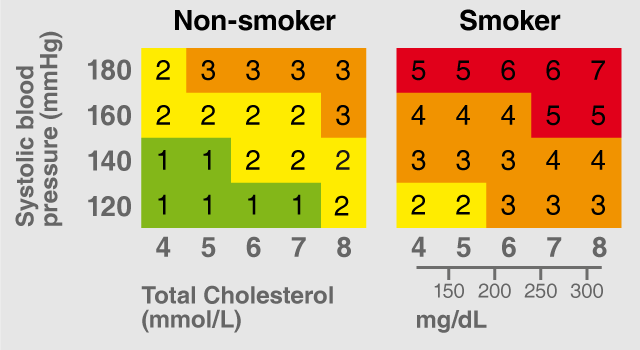 Non-smoker Smoker
Systolic blood
pressure (mmHg)
180 2 3 3 3 3 5 5 6 6 7
160 2 2 2 2 3 4 4 4 5 5
140 1 1 2 2 2 3 3 3 4 4
120 1 1 1 1 2 2 2 3 3 3
4 5 6 7 8 4 5 6 7 8
150 200 250 300
Total Cholesterol
(mmol/L)
mg/dL